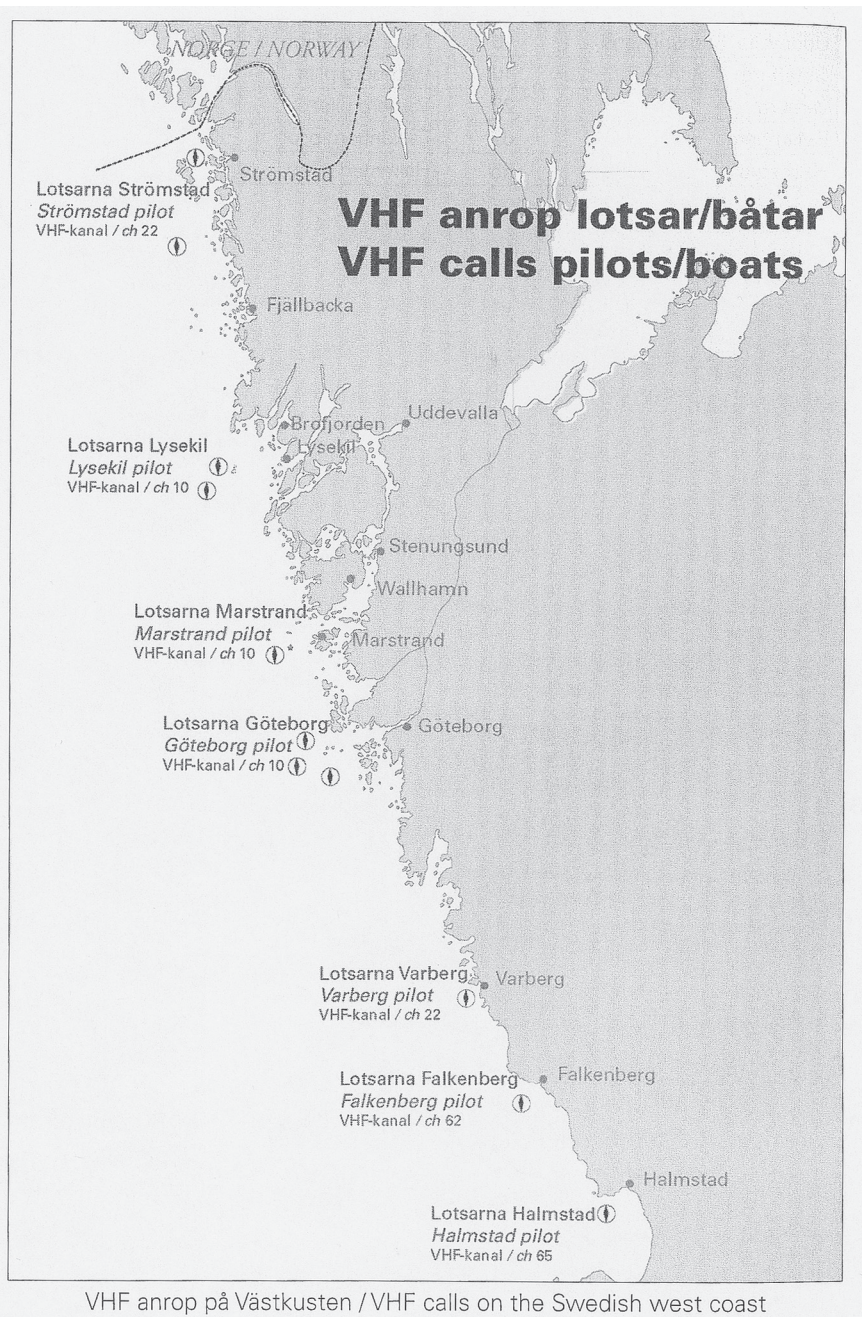 NORGE / NORWAY
Strömstad
Lotsarna Strömstad
Strömstad pilot
VHF-kanal / ch 22
VHF anrop lotsar/båtar
VHF calls pilots/boats
Fjällbacka
Uddevalla
Brofjorden
Lysekil
Lotsarna Lysekil
Lysekil pilot
VHF-kanal / ch 10
Stenungsund
Wallhamn
Lotsarna Marstrand
Marstrand pilot
VHF-kanal / ch 10
Marstrand
Lotsarna Göteborg
Göteborg pilot
VHF-kanal / ch 10
Göteborg
Lotsarna Varberg
Varberg pilot
VHF-kanal / ch 22
Varberg
Lotsarna Falkenberg
Falkenberg pilot
VHF-kanal / ch 62
Falkenberg
Halmstad
Lotsarna Halmstad
Halmstad pilot
VHF-kanal / ch 65
VHF anrop på Västkusten / VHF calls on the Swedish west coast